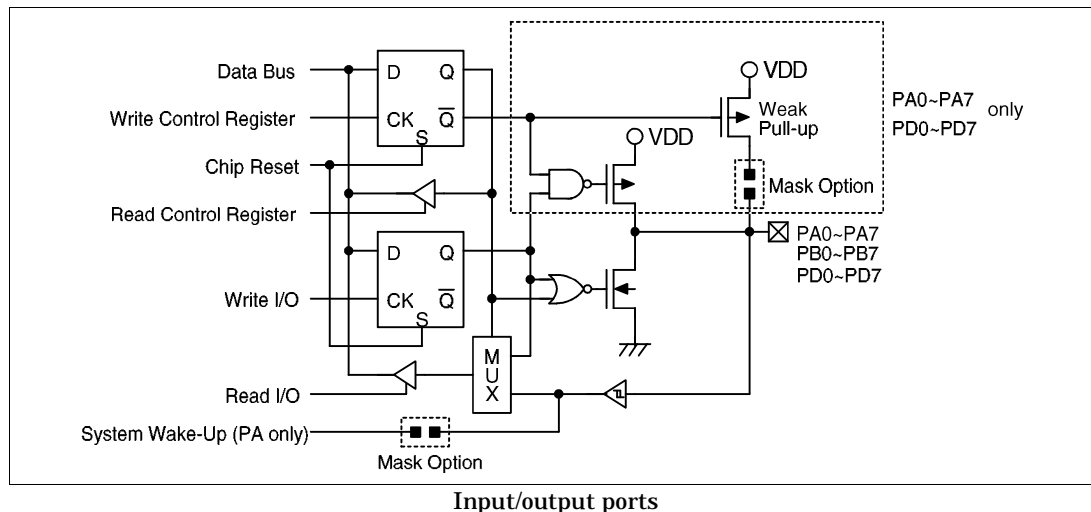 Data Bus
Write Control Register
Chip Reset
Read Control Register
Write I/O
Read I/O
System Wake-Up (PA only)
Mask Option
D Q
CK Q̅
S
D Q
CK Q̅
S
M
U
X
VDD
VDD
Weak
Pull-up
Mask Option
PA0~PA7
PD0~PD7
only
PA0~PA7
PB0~PB7
PD0~PD7
Input/output ports